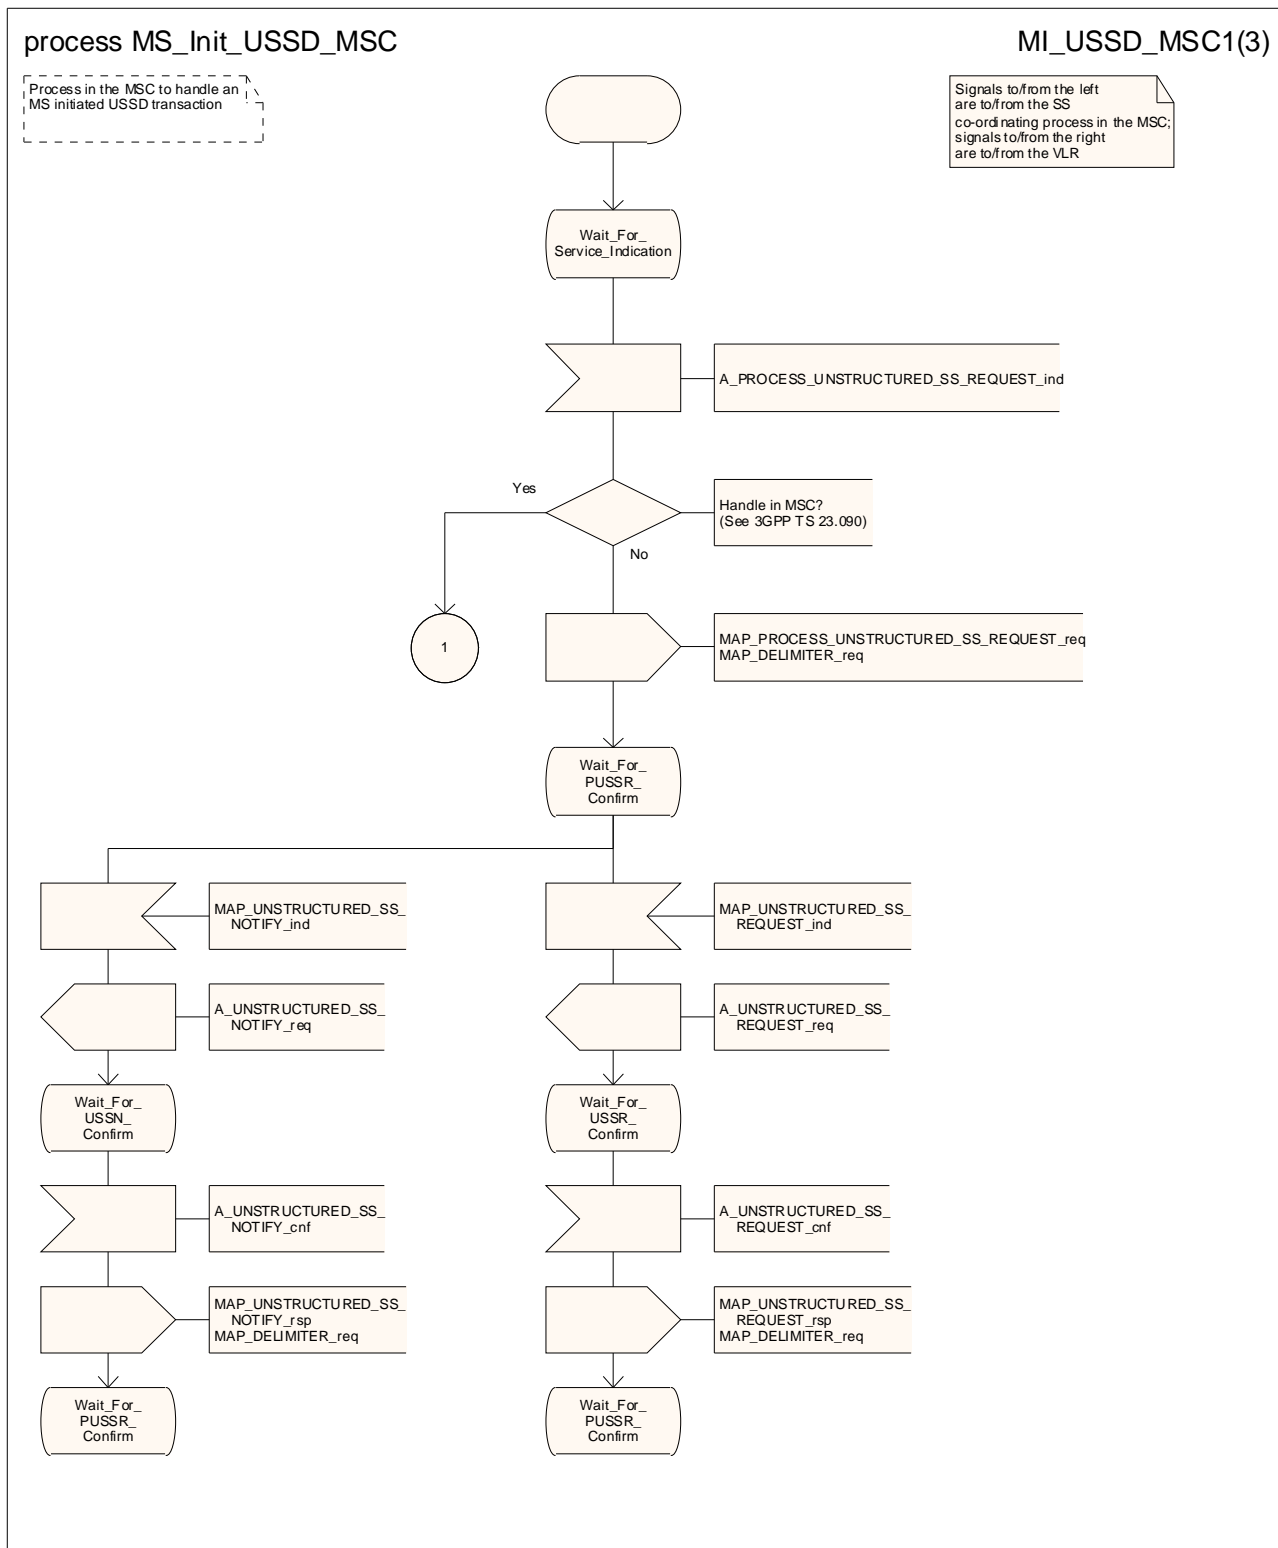 process MS_Init_USSD_MSC
MI_USSD_MSC1(3)
Process in the MSC to handle an
MS initiated USSD transaction
Signals to/from the left
are to/from the SS
co-ordinating process in the MSC;
signals to/from the right
are to/from the VLR
Wait_For_
Service_Indication
A_PROCESS_UNSTRUCTURED_SS_REQUEST_ind
Yes
Handle in MSC?
(See 3GPP TS 23.090)
No
1
MAP_PROCESS_UNSTRUCTURED_SS_REQUEST_req
MAP_DELIMITER_req
Wait_For_
PUSSR_
Confirm
MAP_UNSTRUCTURED_SS_
NOTIFY_ind
MAP_UNSTRUCTURED_SS_
REQUEST_ind
A_UNSTRUCTURED_SS_
NOTIFY_req
A_UNSTRUCTURED_SS_
REQUEST_req
Wait_For_
USSN_
Confirm
Wait_For_
USSR_
Confirm
A_UNSTRUCTURED_SS_
NOTIFY_cnf
A_UNSTRUCTURED_SS_
REQUEST_cnf
MAP_UNSTRUCTURED_SS_
NOTIFY_rsp
MAP_DELIMITER_req
MAP_UNSTRUCTURED_SS_
REQUEST_rsp
MAP_DELIMITER_req
Wait_For_
PUSSR_
Confirm
Wait_For_
PUSSR_
Confirm